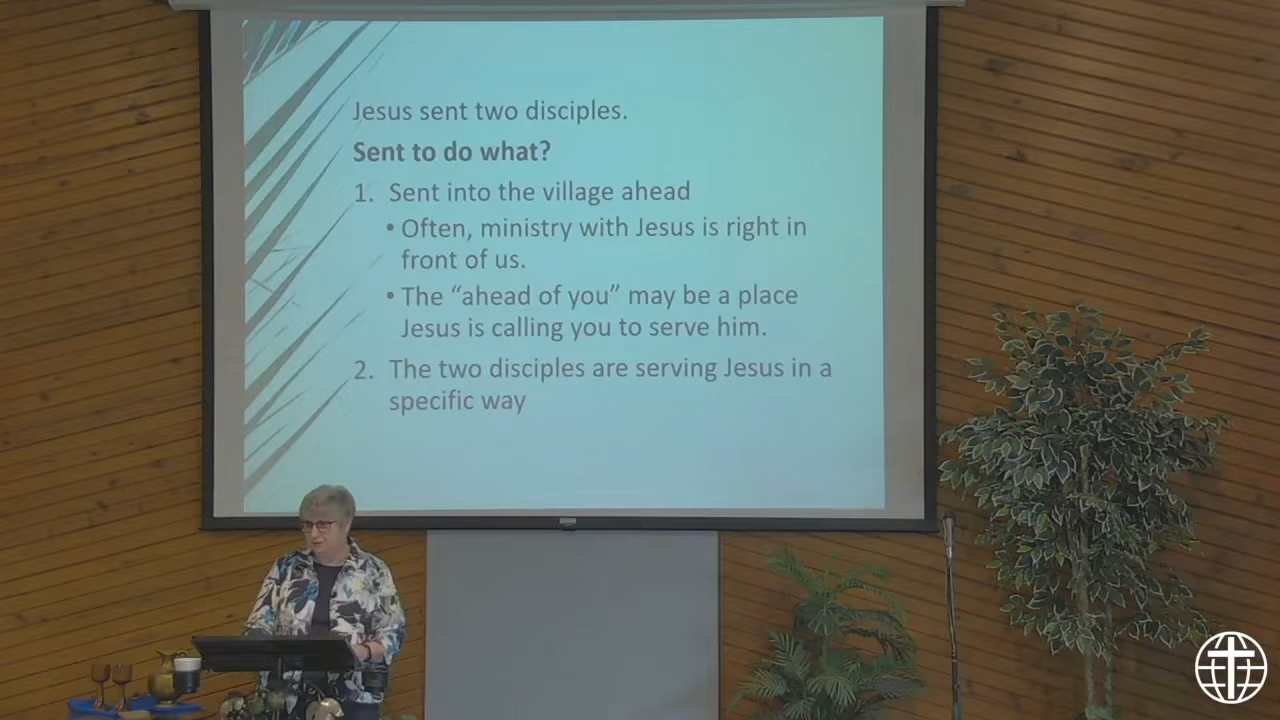 Jesus sent two disciples.
Sent to do what?
1. Sent into the village ahead
• Often, ministry with Jesus is right in
front of us.
• The “ahead of you” may be a place
Jesus is calling you to serve him.
2. The two disciples are serving Jesus in a
specific way